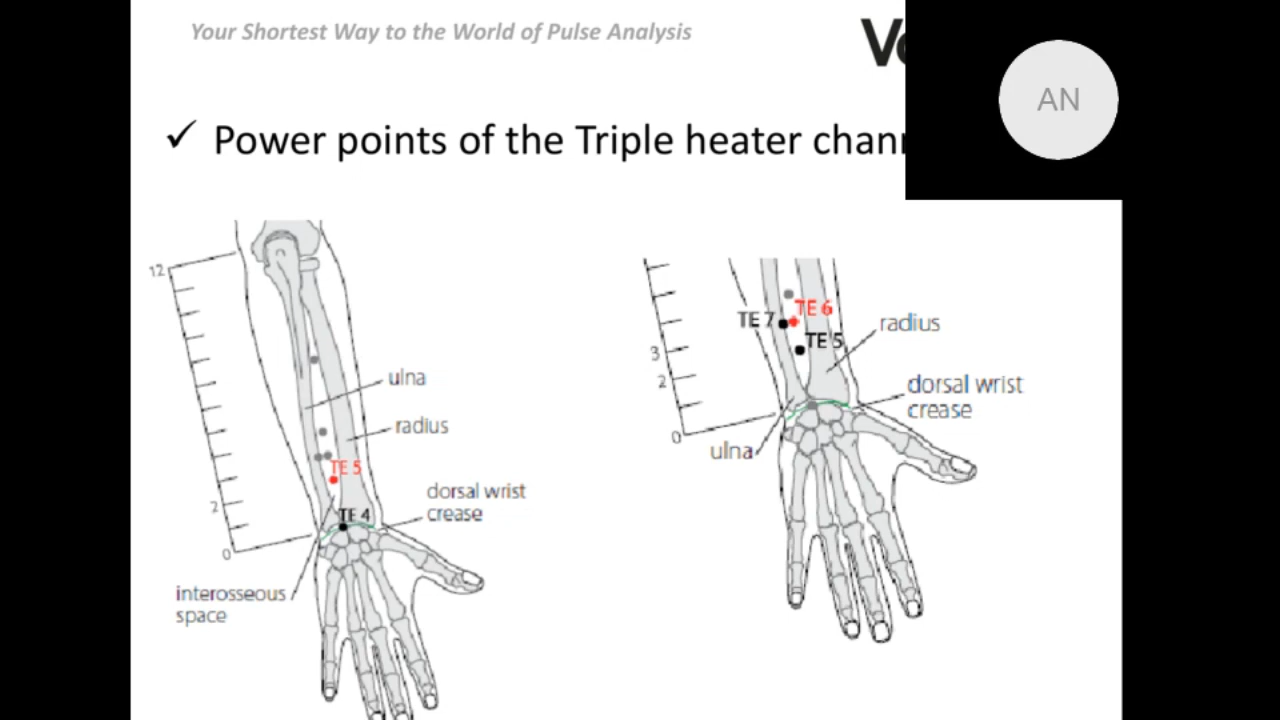 Your Shortest Way to the World of Pulse Analysis
AN
✓ Power points of the Triple heater
12
ulna
radius
TE 5
2
dorsal wrist
crease
TE 4
0
interosseous
space
TE 6
TE 7
TE 5
radius
3
2
dorsal wrist
crease
0
ulna